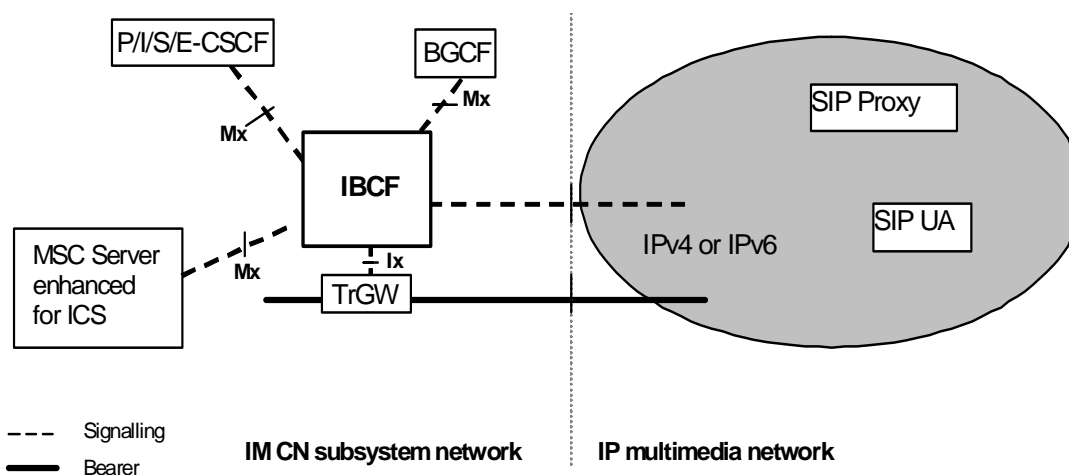 P/I/S/E-CSCF
BGCF
Mx
Mx
SIP Proxy
IBCF
SIP UA
MSC Server
enhanced
for ICS
Mx
Ix
IPv4 or IPv6
TrGW
Signalling
Bearer
IM CN subsystem network
IP multimedia network